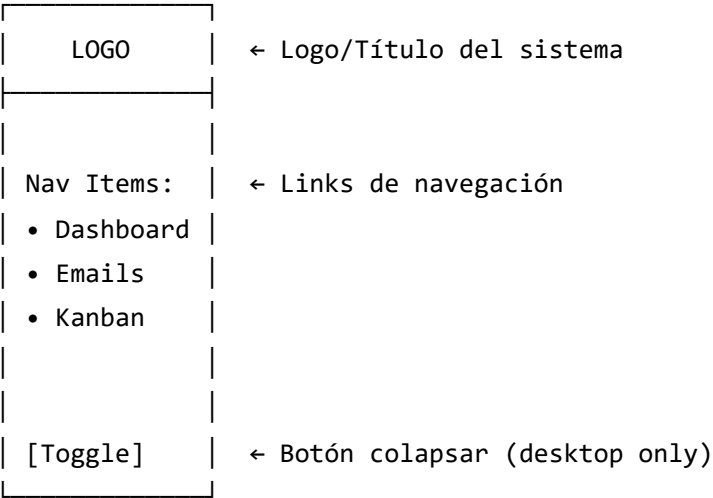 LOGO ← Logo/Título del sistema
Nav Items: ← Links de navegación
• Dashboard
• Emails
• Kanban
[Toggle] ← Botón colapsar (desktop only)